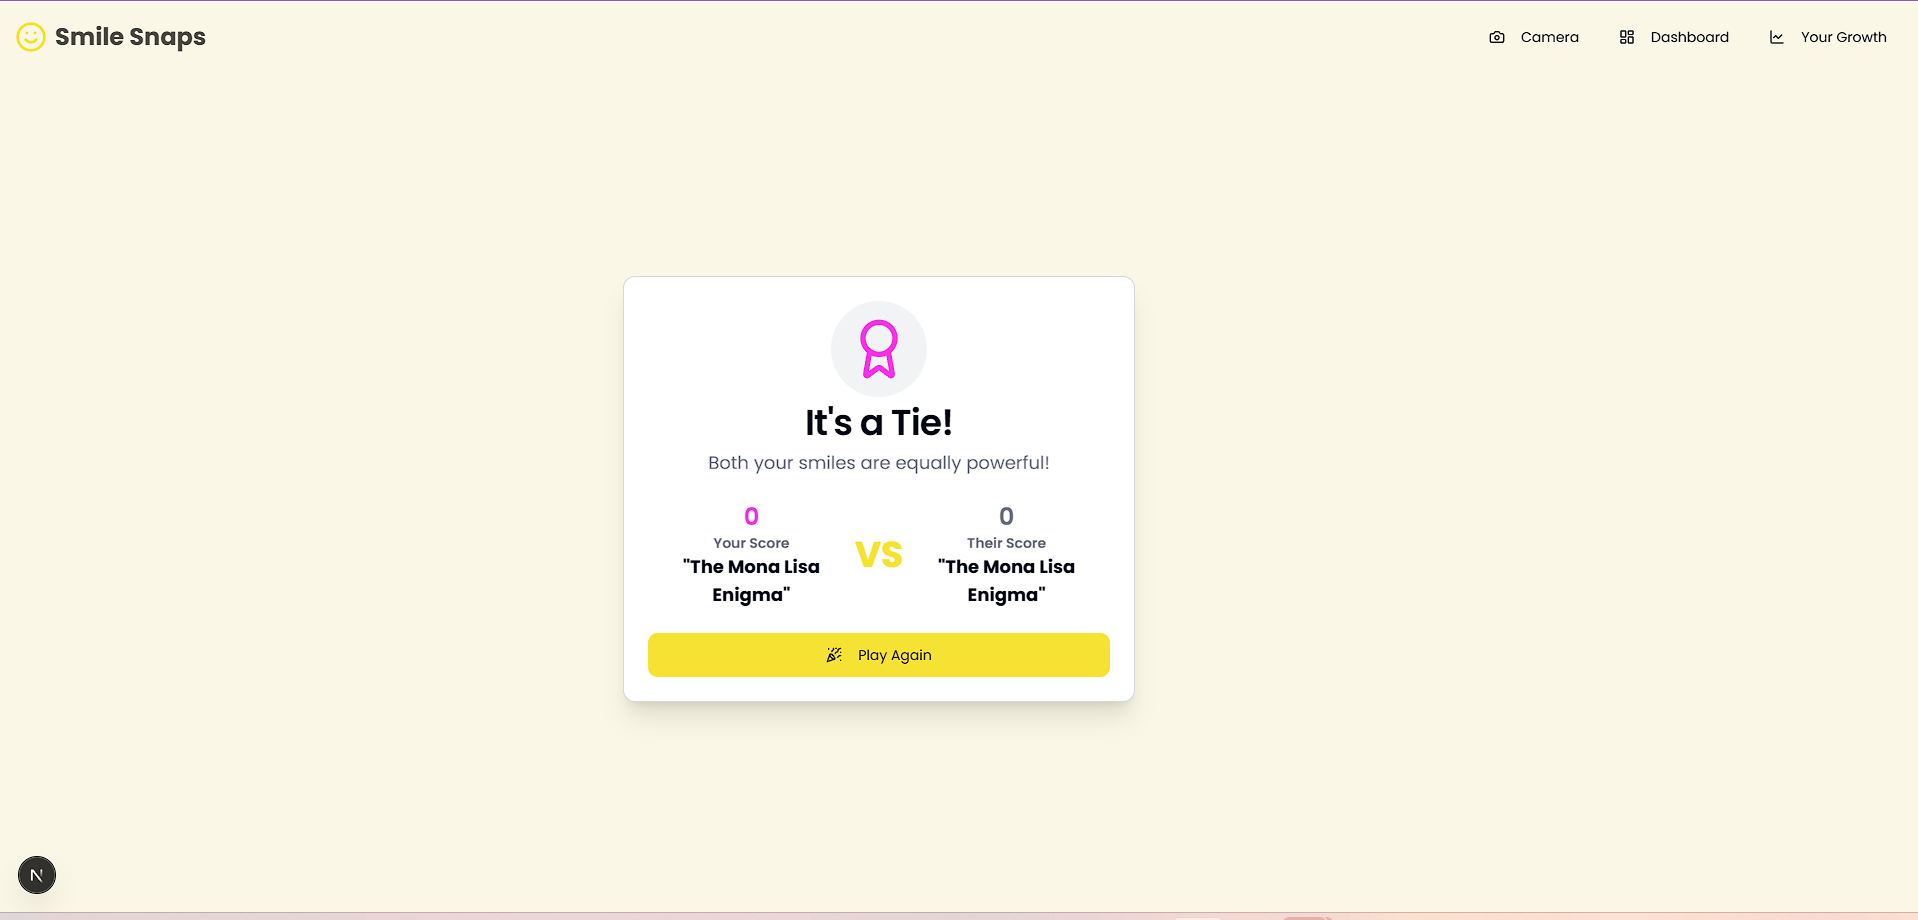 Smile Snaps
Camera
Dashboard
Your Growth
It's a Tie!
Both your smiles are equally powerful!
0
Your Score
"The Mona Lisa
Enigma"
VS
0
Their Score
"The Mona Lisa
Enigma"
Play Again
N